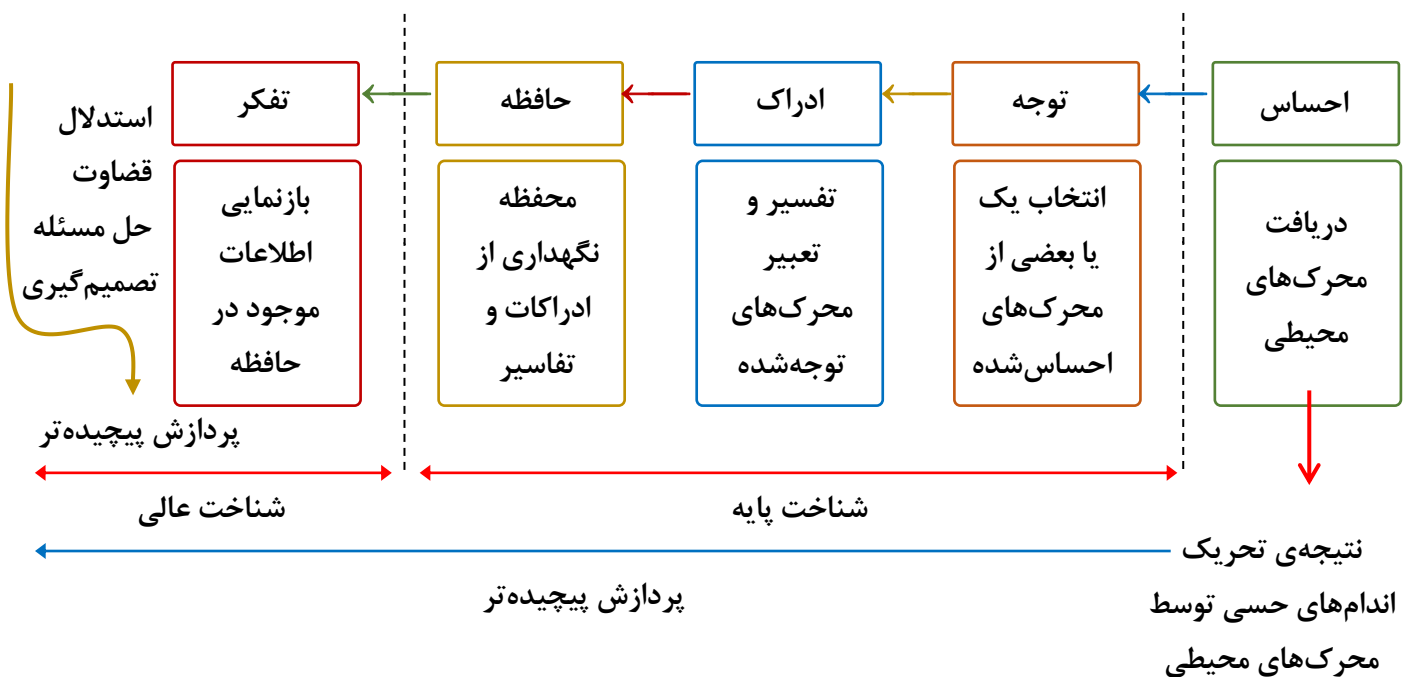 احساس
توجه
ادراک
حافظه
تفکر
دریافت
محرک‌های
محیطی
انتخاب یک
یا بعضی از
محرک‌های
احساس‌شده
تفسیر و
تعبیر
محرک‌های
توجه‌شده
محفظه
نگهداری از
ادراکات و
تفاسیر
بازنمایی
اطلاعات
موجود در
حافظه
استدلال
قضاوت
حل مسئله
تصمیم‌گیری
پردازش پیچیده‌تر
شناخت پایه
شناخت عالی
نتیجه‌ی تحریک
اندام‌های حسی توسط
محرک‌های محیطی
پردازش پیچیده‌تر